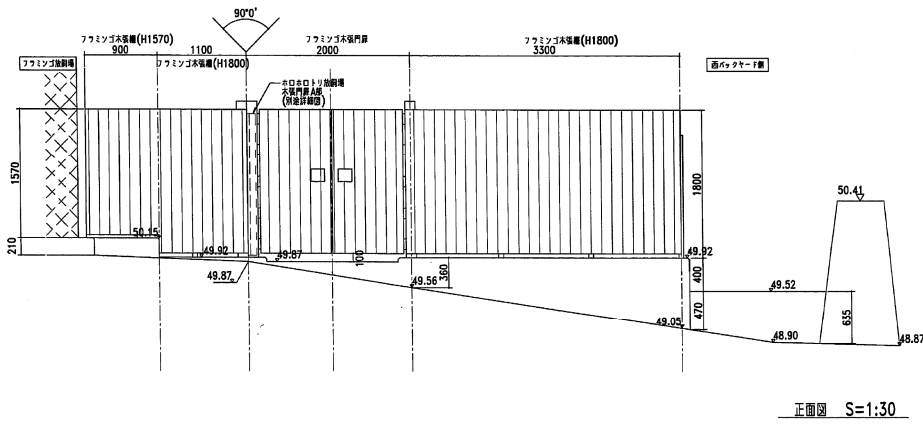 90°0'
フラミンゴ木張柵(H1570)
フラミンゴ木張門扉
フラミンゴ木張柵(H1800)
900
1100
2000
3300
フラミンゴ放飼場
フラミンゴ木張柵(H1800)
西バックヤード側
ホロホロトリ放飼場
木張門扉A部
(別途詳細図)
1570
1800
50.41
210
50.15
49.92
49.87
100
49.92
49.87
49.56
360
400
49.52
470
635
49.05
48.90
48.87
正面図 S=1:30